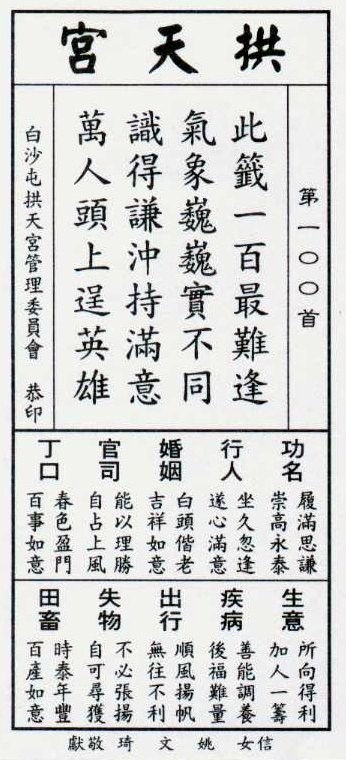 拱天宮
第一〇〇首
此籤一百最難逢
氣象巍巍實不同
識得謙沖持滿意
萬人頭上逞英雄
白沙屯拱天宮管理委員會 恭印
功名
履滿思謙
崇高永泰
行人
坐久忽逢
遂心滿意
婚姻
白頭偕老
吉祥如意
官司
能以理勝
自占上風
丁口
春色盈門
百事如意
生意
所向得利
加人一籌
疾病
善能調養
後福難量
出行
順風揚帆
無往不利
失物
不必張揚
自可尋獲
田畜
時泰年豐
百產如意
信女 姚文琦 敬獻